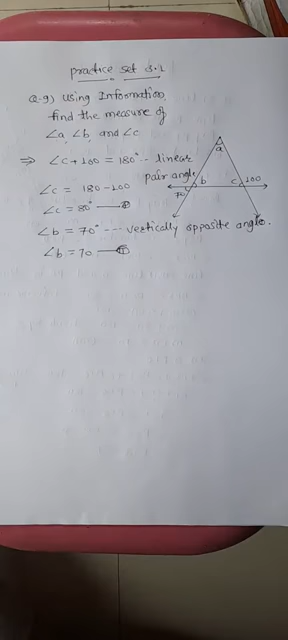 practice set 3.1
Q-9) Using Information,
find the measure of
∠a, ∠b, and ∠c
⇒ ∠c+100 = 180° -- linear
pair angle
∠c = 180-100
∠c = 80° —
∠b = 70° --- vertically opposite angle.
∠b = 70 — ①
a
b
c
100
70